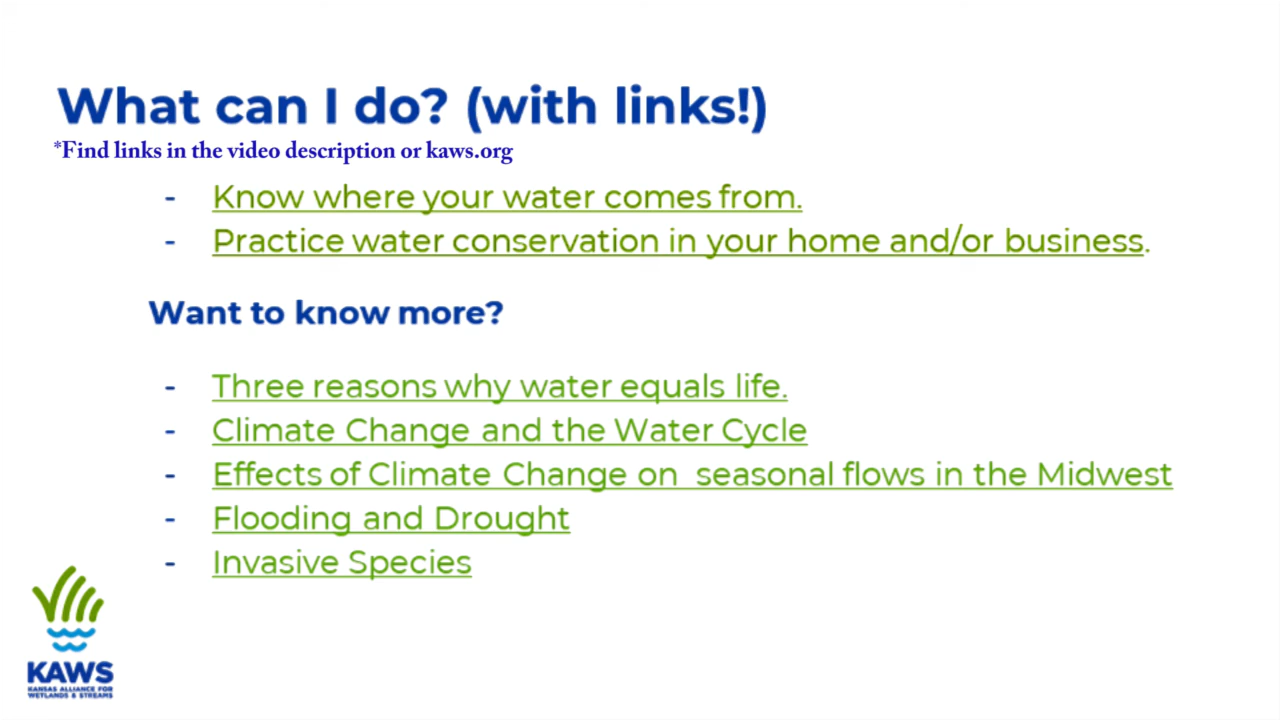 What can I do? (with links!)
*Find links in the video description or kaws.org
- Know where your water comes from.
- Practice water conservation in your home and/or business.
Want to know more?
- Three reasons why water equals life.
- Climate Change and the Water Cycle
- Effects of Climate Change on  seasonal flows in the Midwest
- Flooding and Drought
- Invasive Species
KAWS
KANSAS ALLIANCE FOR
WETLANDS & STREAMS